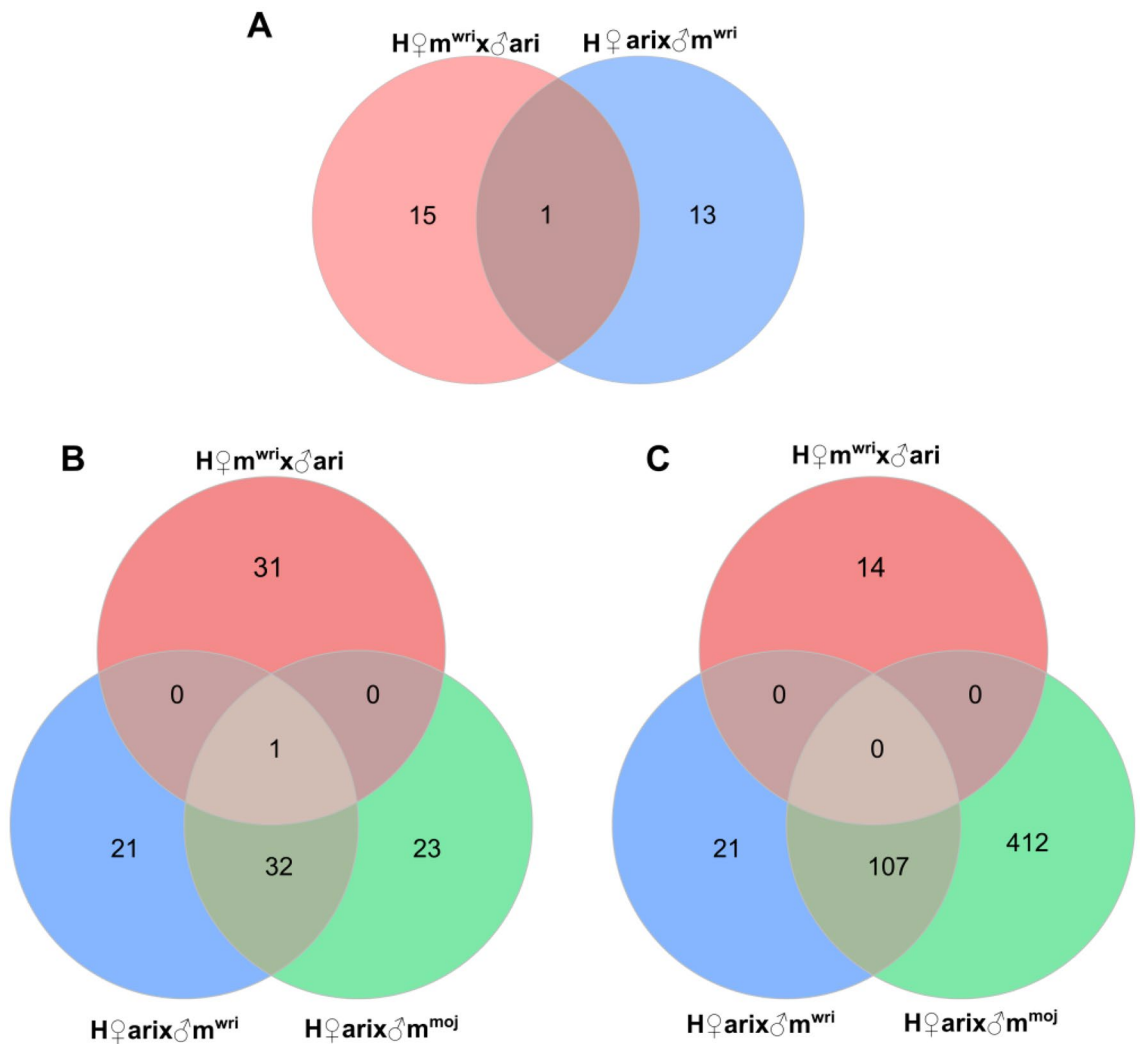 A
H♀m^wri x♂ari H♀arix♂m^wri
15 1 13
B C
H♀m^wri x♂ari H♀m^wri x♂ari
31 14
0 0 0 0
1 0
21 32 23 21 107 412
H♀arix♂m^wri H♀arix♂m^moj H♀arix♂m^wri H♀arix♂m^moj